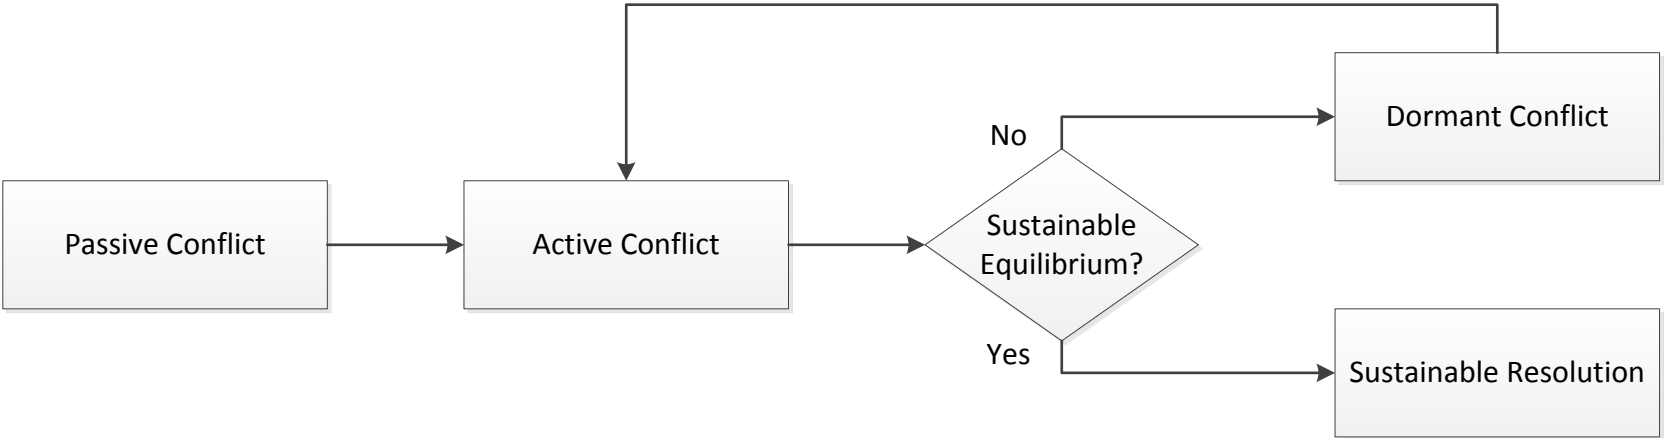 Passive Conflict
Active Conflict
Sustainable
Equilibrium?
No
Dormant Conflict
Yes
Sustainable Resolution